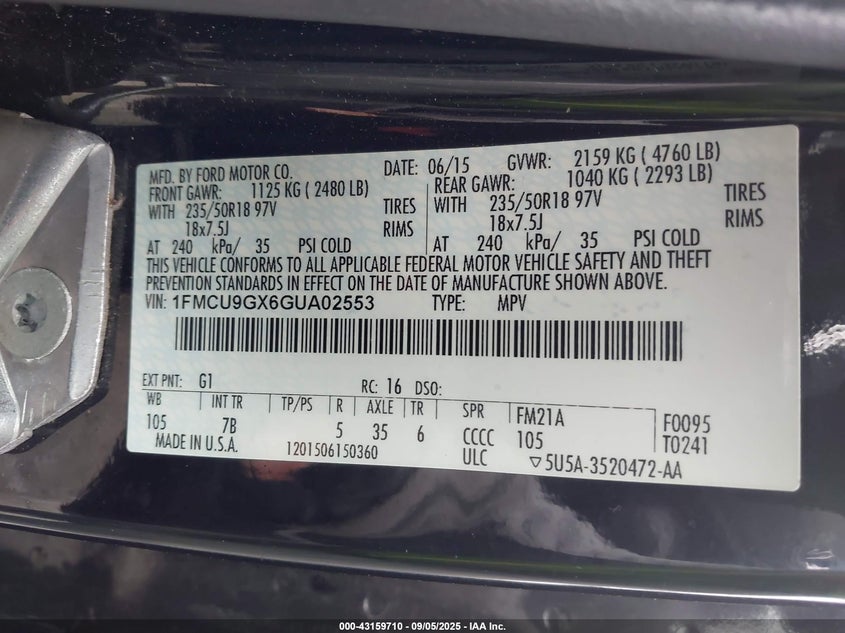 MFD. BY FORD MOTOR CO. DATE: 06/15 GVWR: 2159 KG ( 4760 LB)
FRONT GAWR: 1125 KG ( 2480 LB) REAR GAWR: 1040 KG ( 2293 LB)
WITH 235/50R18 97V TIRES WITH 235/50R18 97V TIRES
18x7.5J RIMS 18x7.5J RIMS
AT 240 kPa/ 35 PSI COLD AT 240 kPa/ 35 PSI COLD
THIS VEHICLE CONFORMS TO ALL APPLICABLE FEDERAL MOTOR VEHICLE SAFETY AND THEFT
PREVENTION STANDARDS IN EFFECT ON THE DATE OF MANUFACTURE SHOWN ABOVE.
VIN: 1FMCU9GX6GUA02553 TYPE: MPV
EXT PNT: G1 RC: 16 DSO:
WB INT TR TP/PS R AXLE TR SPR FM21A F0095
105 7B 5 35 6 CCCC 105 T0241
MADE IN U.S.A. 1201506150360 ULC ▽5U5A-3520472-AA
000-43159710 - 09/05/2025 - IAA Inc.